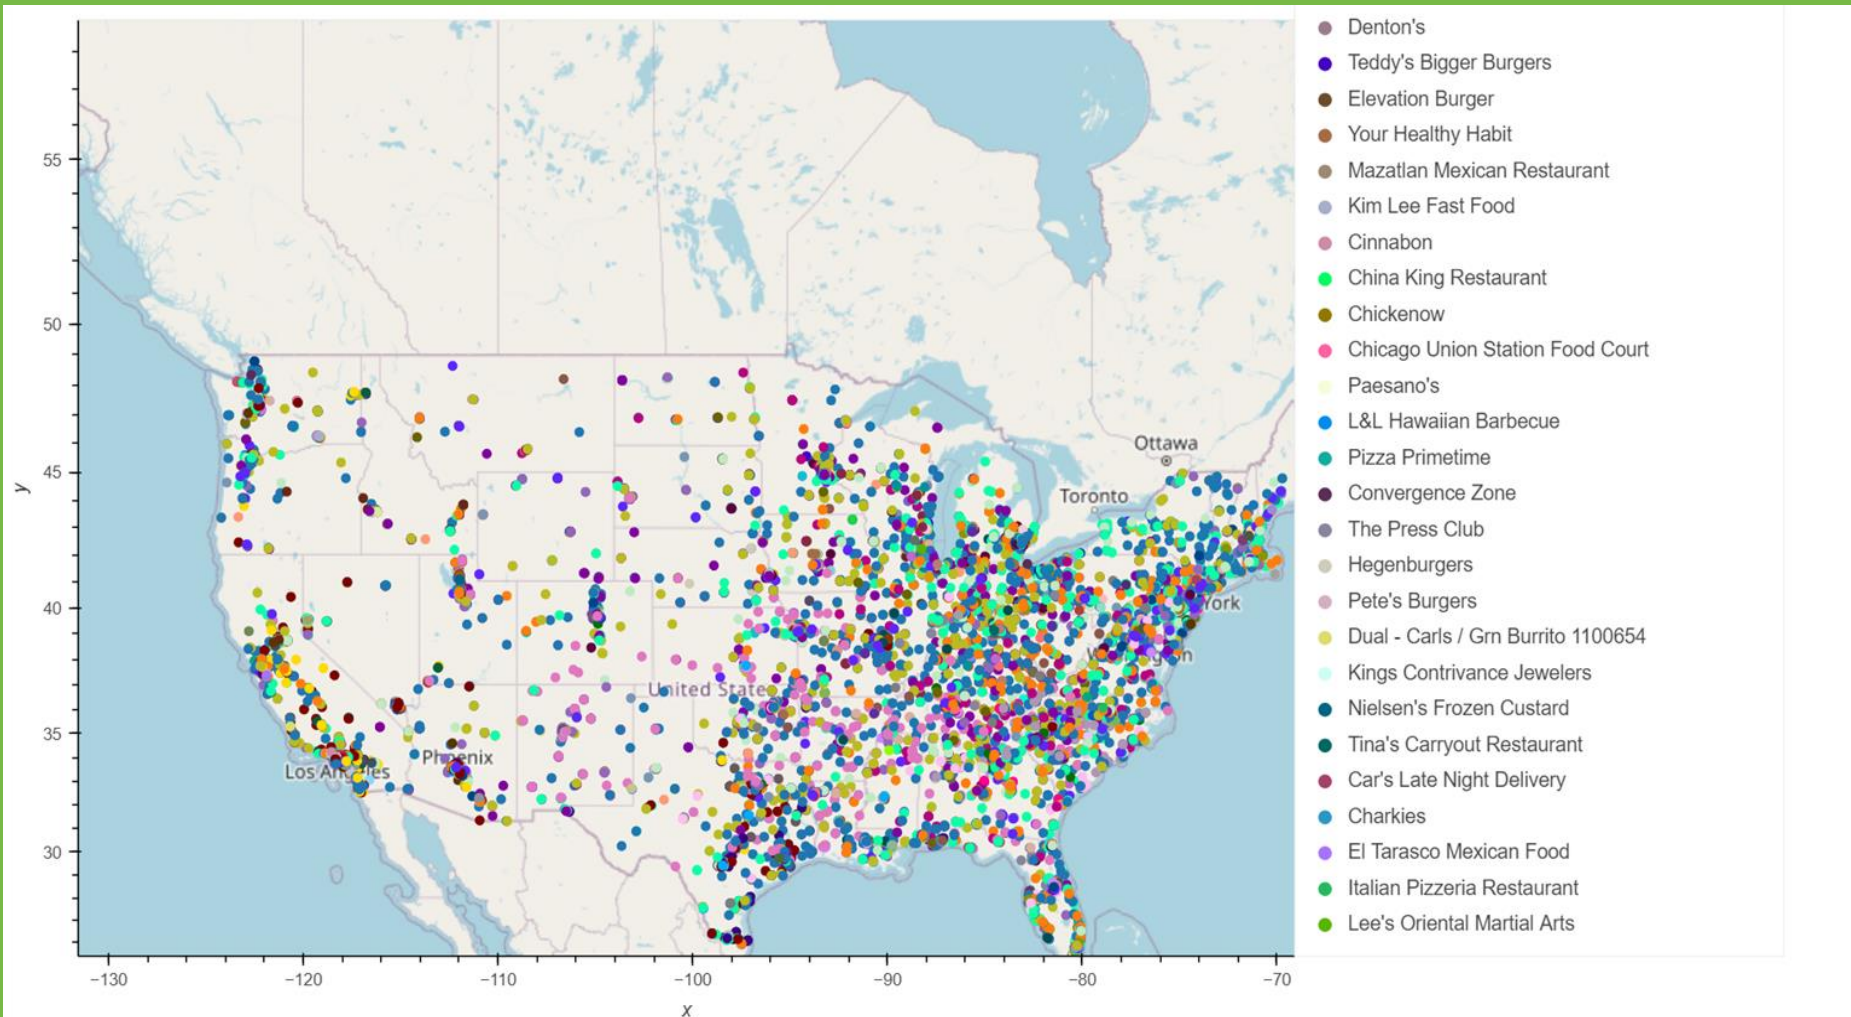 55
50
45
40
35
30
y
−130
−120
−110
−100
−90
−80
−70
x
Ottawa
Toronto
York
United State
Phoenix
Los Angeles
Denton's
Teddy's Bigger Burgers
Elevation Burger
Your Healthy Habit
Mazatlan Mexican Restaurant
Kim Lee Fast Food
Cinnabon
China King Restaurant
Chickenow
Chicago Union Station Food Court
Paesano's
L&L Hawaiian Barbecue
Pizza Primetime
Convergence Zone
The Press Club
Hegenburgers
Pete's Burgers
Dual - Carls / Grn Burrito 1100654
Kings Contrivance Jewelers
Nielsen's Frozen Custard
Tina's Carryout Restaurant
Car's Late Night Delivery
Charkies
El Tarasco Mexican Food
Italian Pizzeria Restaurant
Lee's Oriental Martial Arts